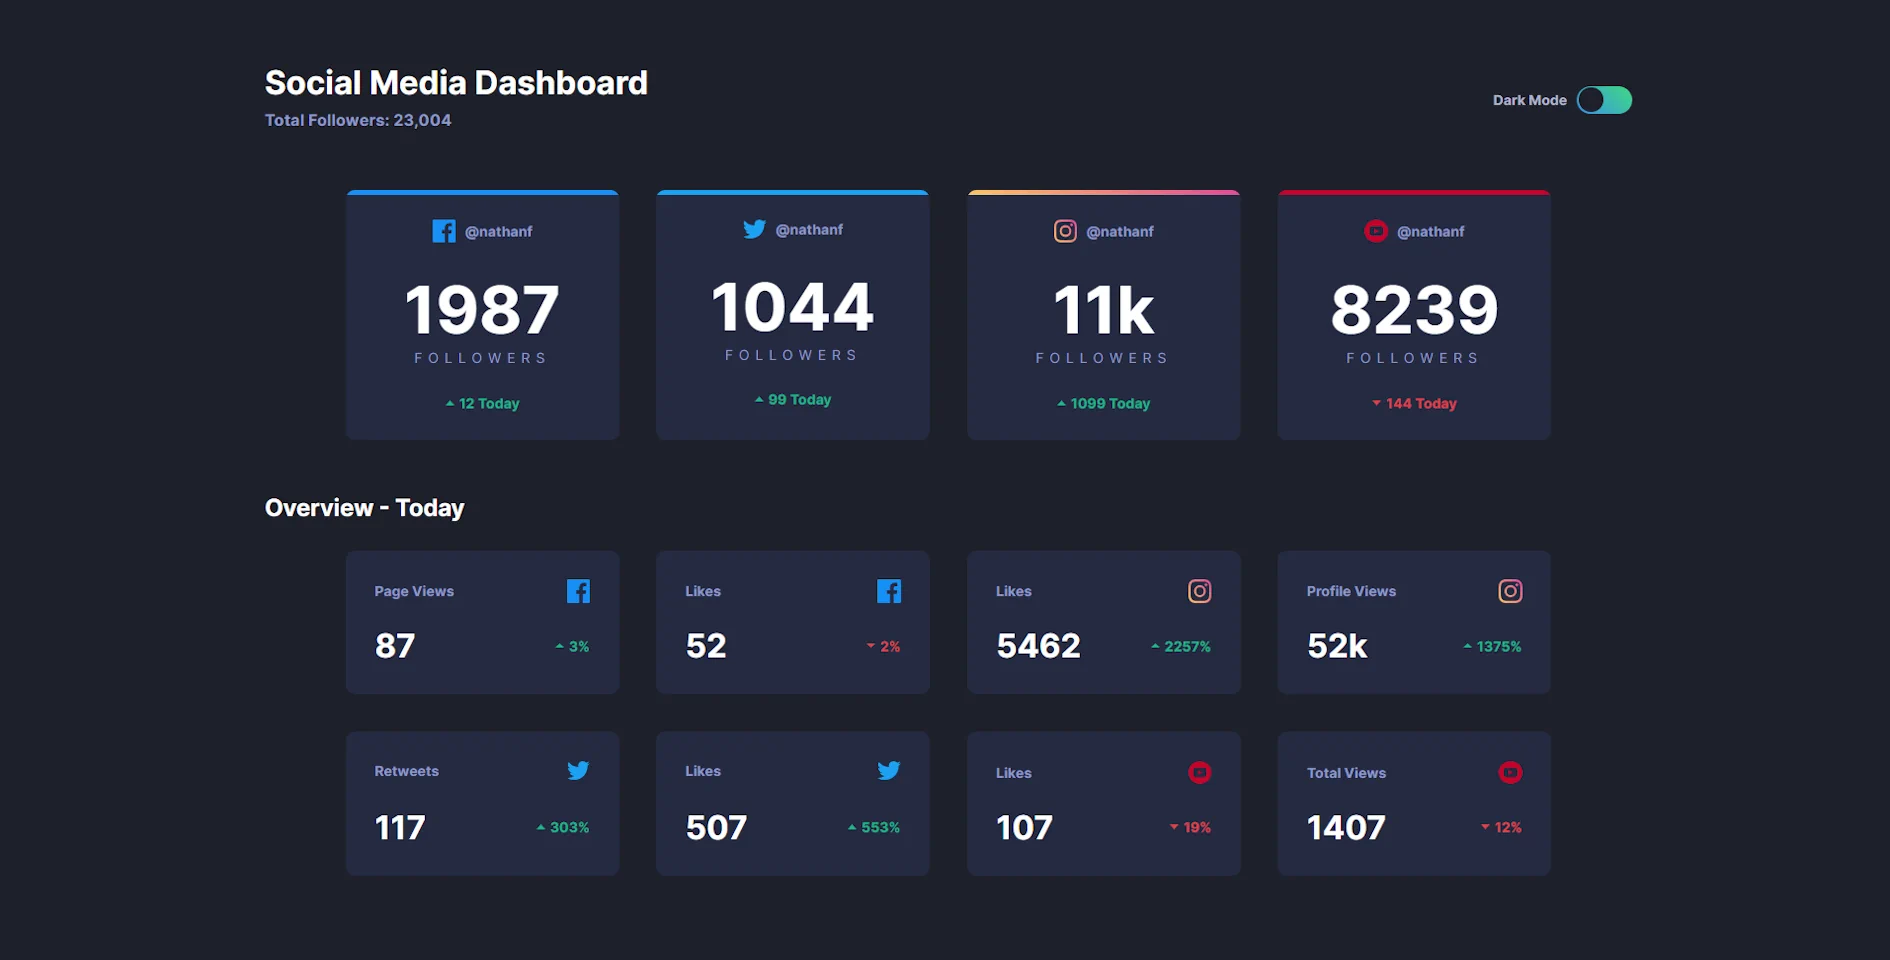 Social Media Dashboard
Total Followers: 23,004
Dark Mode
@nathanf
1987
FOLLOWERS
12 Today
@nathanf
1044
FOLLOWERS
99 Today
@nathanf
11k
FOLLOWERS
1099 Today
@nathanf
8239
FOLLOWERS
144 Today
Overview - Today
Page Views
87
3%
Likes
52
2%
Likes
5462
2257%
Profile Views
52k
1375%
Retweets
117
303%
Likes
507
553%
Likes
107
19%
Total Views
1407
12%